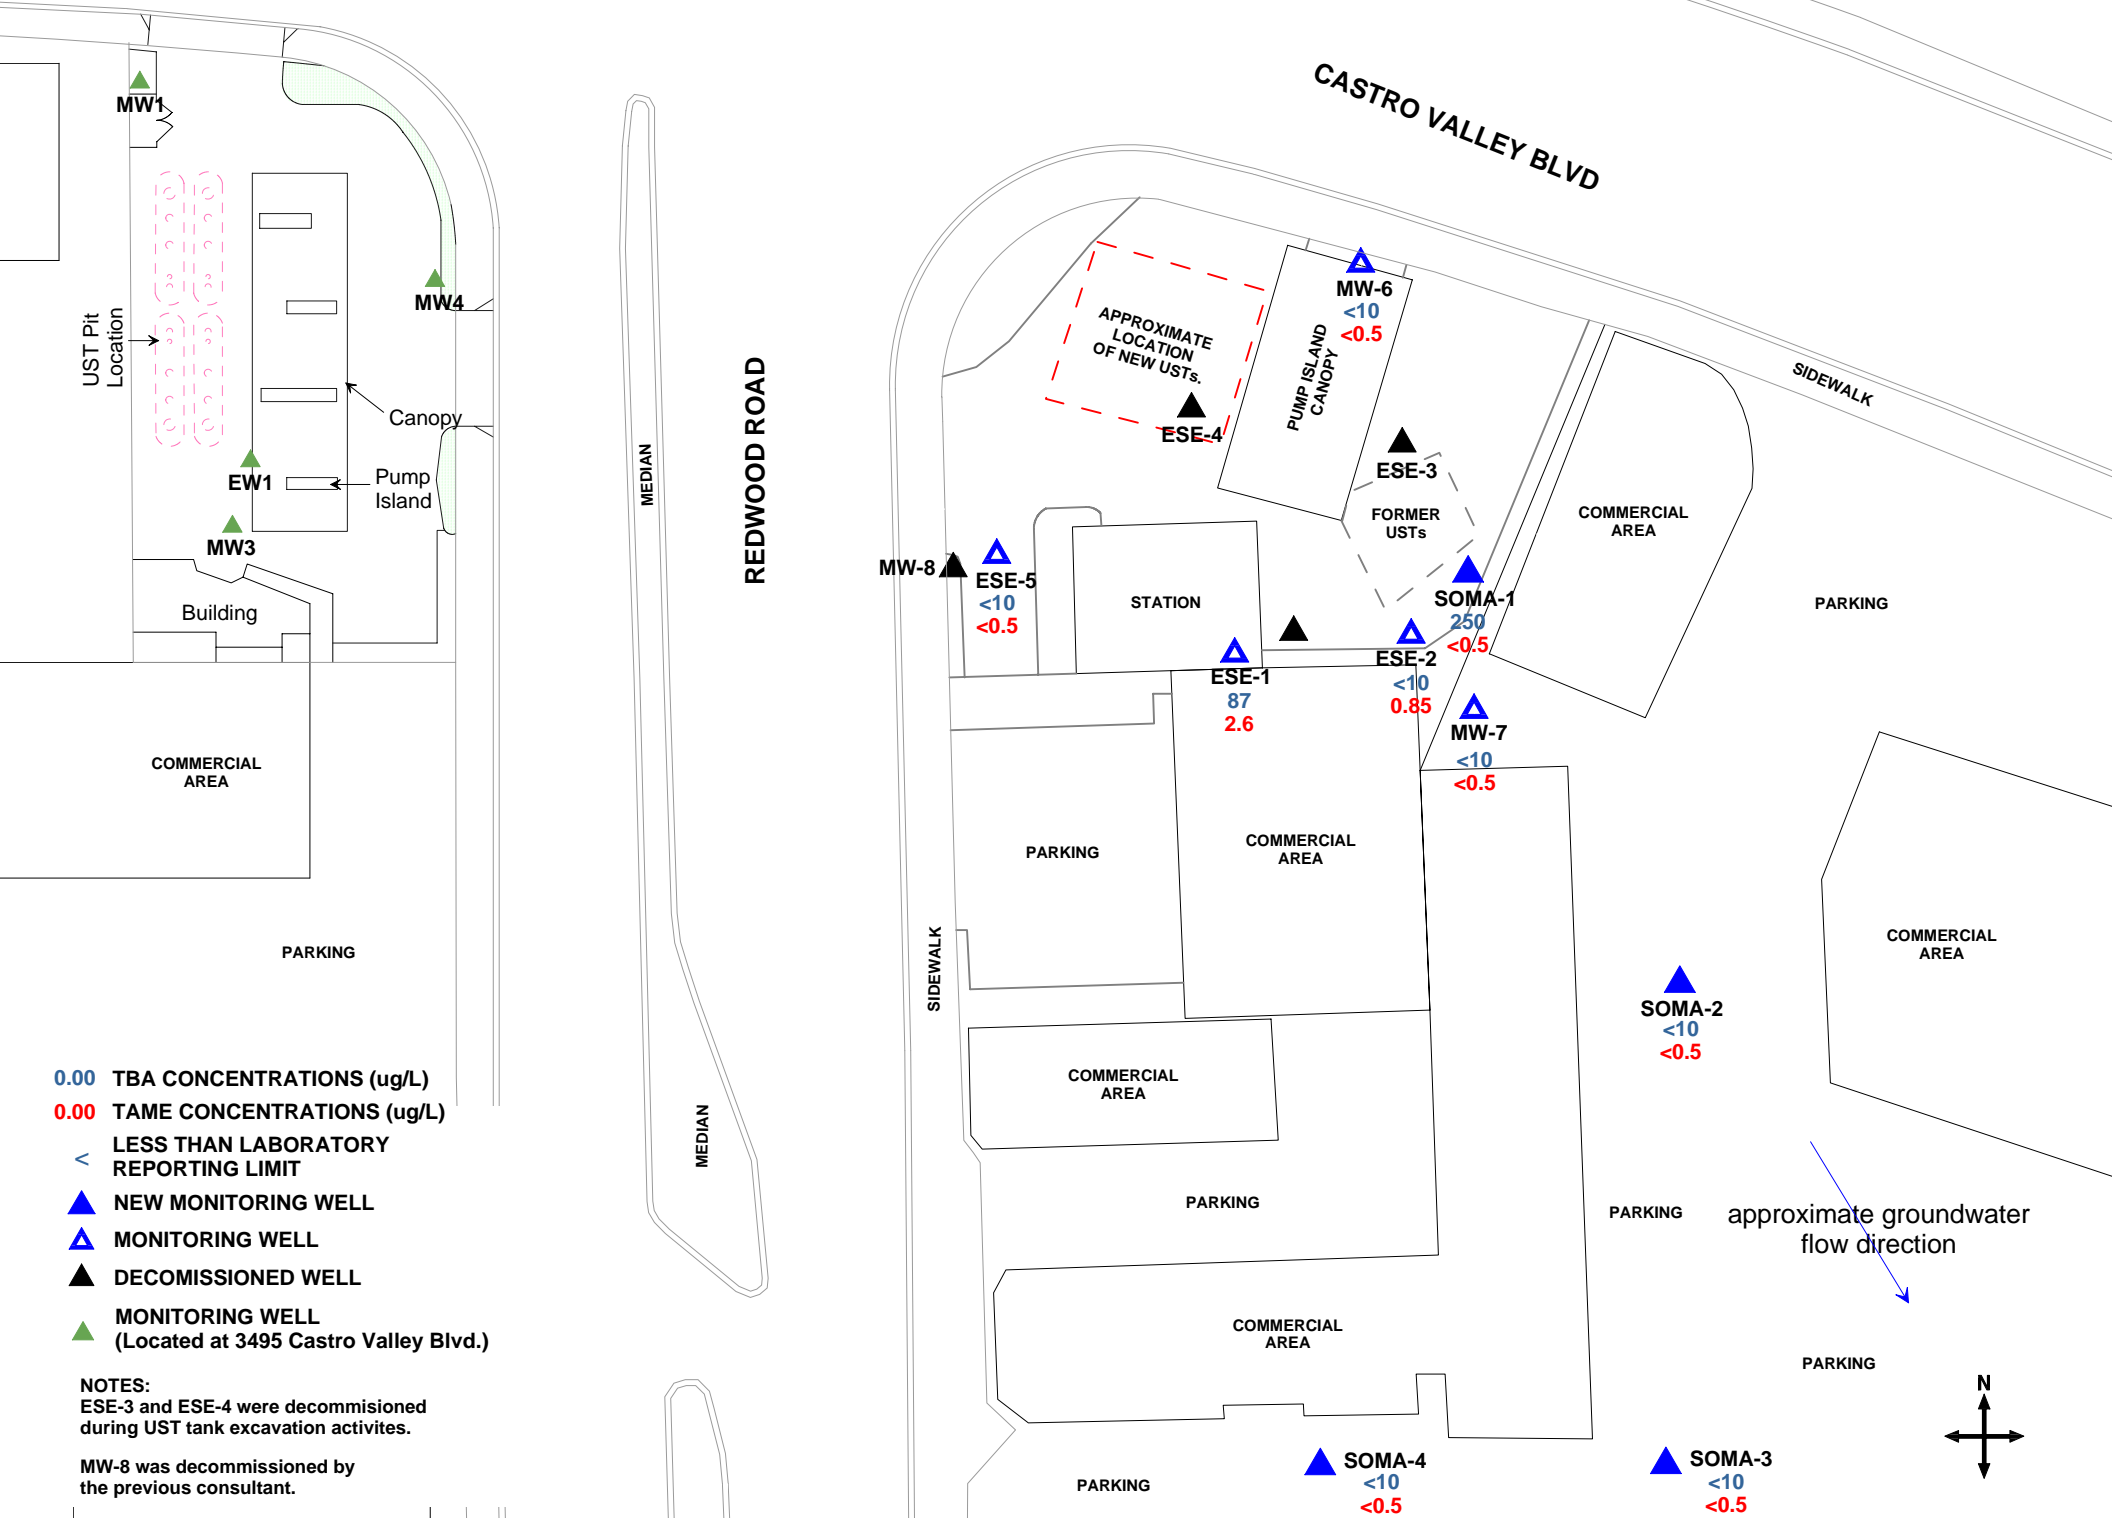 CASTRO VALLEY BLVD
MW1
MW4
UST Pit
Location
Canopy
EW1
Pump
Island
MW3
Building
COMMERCIAL
AREA
PARKING
MEDIAN
REDWOOD ROAD
MEDIAN
SIDEWALK
MW-6
<10
<0.5
APPROXIMATE
LOCATION
OF NEW USTs.
PUMP ISLAND
CANOPY
ESE-4
ESE-3
FORMER
USTs
SIDEWALK
COMMERCIAL
AREA
PARKING
MW-8
ESE-5
<10
<0.5
STATION
SOMA-1
250
<0.5
ESE-1
87
2.6
ESE-2
<10
0.85
MW-7
<10
<0.5
PARKING
COMMERCIAL
AREA
COMMERCIAL
AREA
SOMA-2
<10
<0.5
COMMERCIAL
AREA
PARKING
PARKING
approximate groundwater
flow direction
COMMERCIAL
AREA
PARKING
N
SOMA-4
<10
<0.5
SOMA-3
<10
<0.5
PARKING
0.00 TBA CONCENTRATIONS (ug/L)
0.00 TAME CONCENTRATIONS (ug/L)
< LESS THAN LABORATORY
REPORTING LIMIT
NEW MONITORING WELL
MONITORING WELL
DECOMISSIONED WELL
MONITORING WELL
(Located at 3495 Castro Valley Blvd.)
NOTES:
ESE-3 and ESE-4 were decommisioned
during UST tank excavation activites.
MW-8 was decommissioned by
the previous consultant.